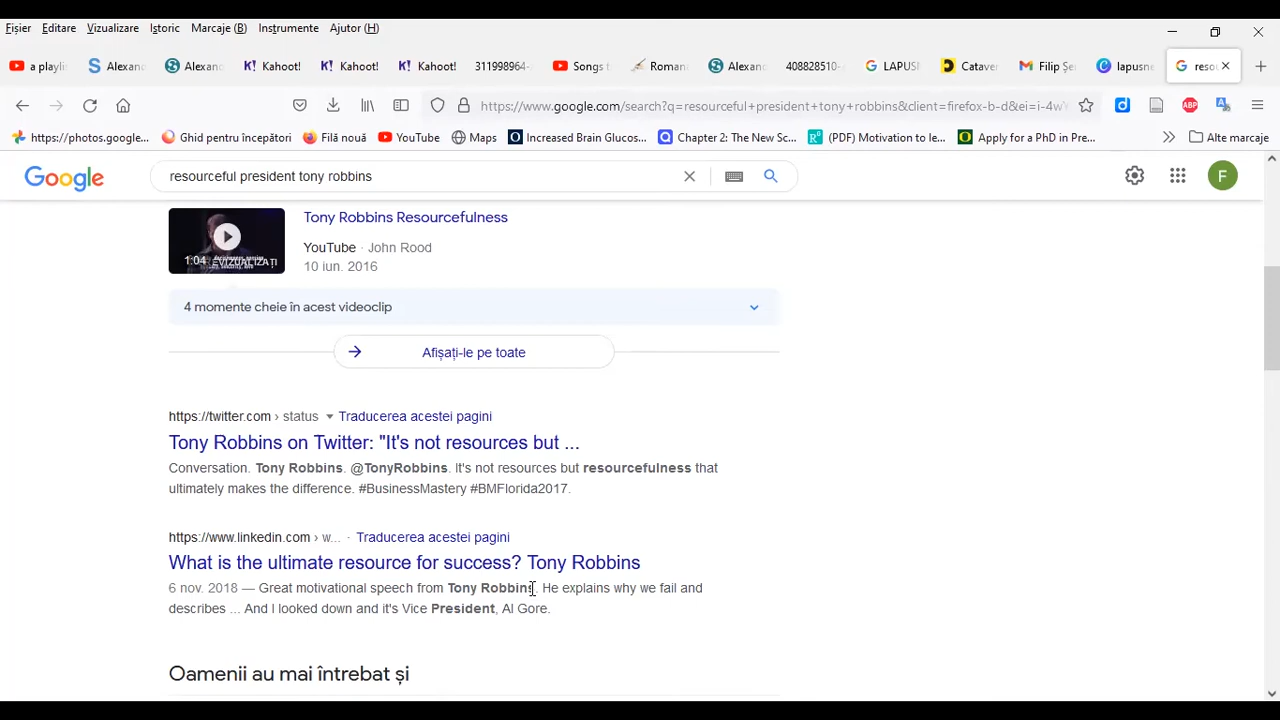 Fișier Editare Vizualizare Istoric Marcaje (B) Instrumente Ajutor (H)
a playli Alexan Alexan Kahoot! Kahoot! Kahoot! 311998964- Songs t Roman Alexand 408828510- LAPUSN Catave Filip Șe lapusne reso
https://www.google.com/search?q=resourceful+president+tony+robbins&client=firefox-b-d&ei=i-4wY
https://photos.google... Ghid pentru începători Filă nouă YouTube Maps Increased Brain Glucos... Chapter 2: The New Sc... (PDF) Motivation to le... Apply for a PhD in Pre... Alte marcaje
Google resourceful president tony robbins F
Tony Robbins Resourcefulness
YouTube · John Rood
1:04 PREVIZUALIZAȚI
10 iun. 2016
4 momente cheie în acest videoclip
Afișați-le pe toate
https://twitter.com › status Traducerea acestei pagini
Tony Robbins on Twitter: "It's not resources but ...
Conversation. Tony Robbins. @TonyRobbins. It's not resources but resourcefulness that
ultimately makes the difference. #BusinessMastery #BMFlorida2017.
https://www.linkedin.com › w... · Traducerea acestei pagini
What is the ultimate resource for success? Tony Robbins
6 nov. 2018 — Great motivational speech from Tony Robbins. He explains why we fail and
describes ... And I looked down and it's Vice President, Al Gore.
Oamenii au mai întrebat și